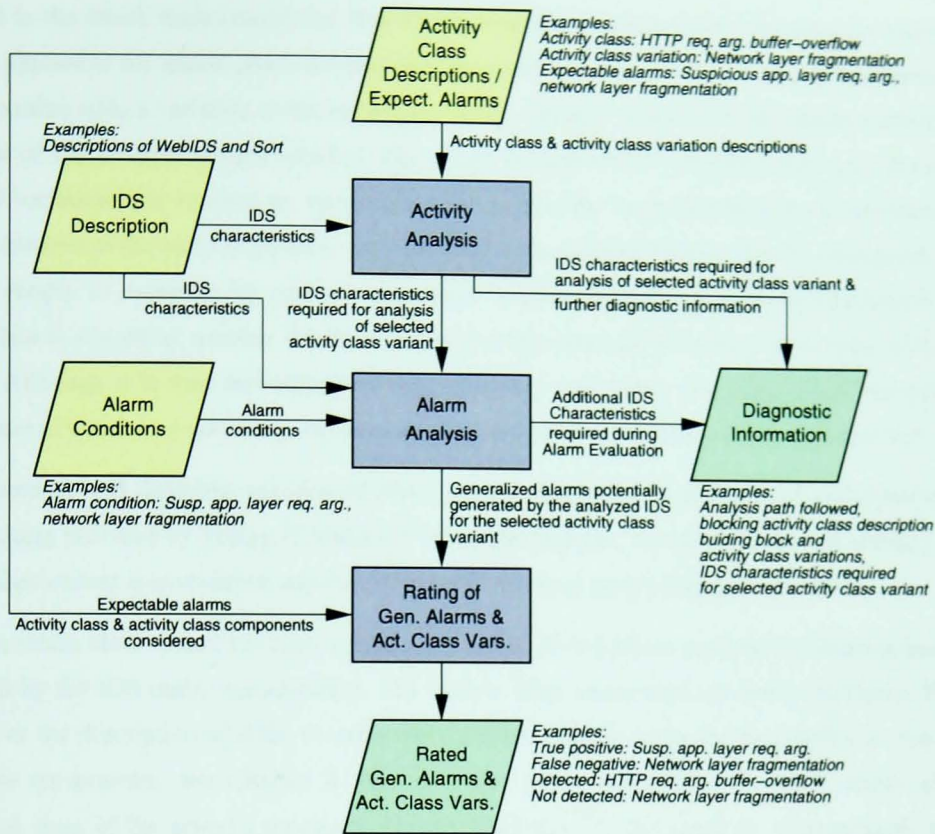 Activity
Class
Descriptions /
Expect. Alarms
Examples:
Activity class: HTTP req. arg. buffer–overflow
Activity class variation: Network layer fragmentation
Expectable alarms: Suspicious app. layer req. arg.,
network layer fragmentation
Activity class & activity class variation descriptions
Examples:
Descriptions of WebIDS and Sort
IDS
Description
IDS
characteristics
Activity
Analysis
IDS
characteristics
IDS characteristics
required for analysis
of selected
activity class variant
IDS characteristics required for
analysis of selected activity class variant &
further diagnostic information
Alarm
Conditions
Alarm
conditions
Alarm
Analysis
Additional IDS
Characteristics
required during
Alarm Evaluation
Diagnostic
Information
Examples:
Alarm condition: Susp. app. layer req. arg.,
network layer fragmentation
Generalized alarms potentially
generated by the analyzed IDS
for the selected activity class
variant
Examples:
Analysis path followed,
blocking activity class description
buiding block and
activity class variations,
IDS characteristics required
for selected activity class variant
Expectable alarms
Activity class & activity class components
considered
Rating of
Gen. Alarms &
Act. Class Vars.
Rated
Gen. Alarms &
Act. Class Vars.
Examples:
True positive: Susp. app. layer req. arg.
False negative: Network layer fragmentation
Detected: HTTP req. arg. buffer–overflow
Not detected: Network layer fragmentation